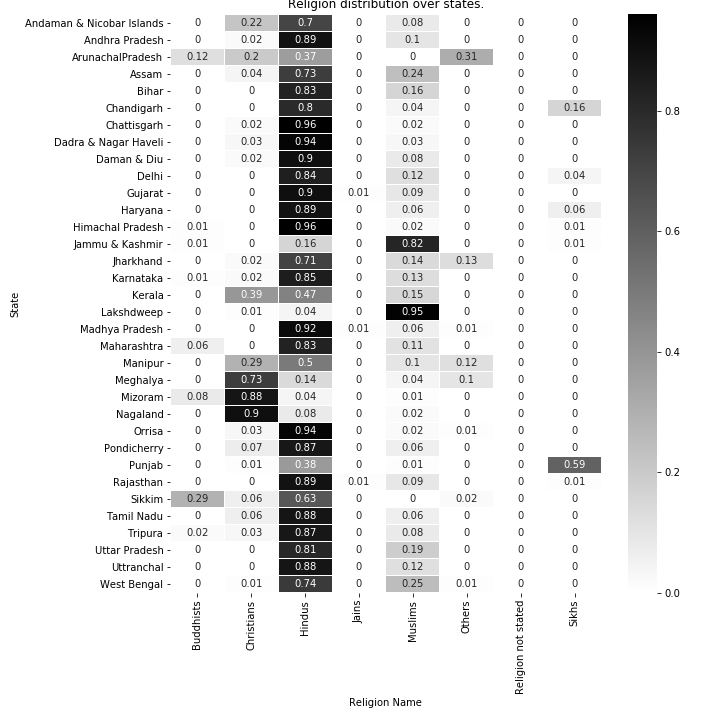 Religion distribution over states.
Andaman & Nicobar Islands 0 0.22 0.7 0 0.08 0 0 0
Andhra Pradesh 0 0.02 0.89 0 0.1 0 0 0
ArunachalPradesh 0.12 0.2 0.37 0 0 0.31 0 0
Assam 0 0.04 0.73 0 0.24 0 0 0
Bihar 0 0 0.83 0 0.16 0 0 0
Chandigarh 0 0 0.8 0 0.04 0 0 0.16
Chattisgarh 0 0.02 0.96 0 0.02 0 0 0
Dadra & Nagar Haveli 0 0.03 0.94 0 0.03 0 0 0
Daman & Diu 0 0.02 0.9 0 0.08 0 0 0
Delhi 0 0 0.84 0 0.12 0 0 0.04
Gujarat 0 0 0.9 0.01 0.09 0 0 0
Haryana 0 0 0.89 0 0.06 0 0 0.06
Himachal Pradesh 0.01 0 0.96 0 0.02 0 0 0.01
Jammu & Kashmir 0.01 0 0.16 0 0.82 0 0 0.01
Jharkhand 0 0.02 0.71 0 0.14 0.13 0 0
Karnataka 0.01 0.02 0.85 0 0.13 0 0 0
Kerala 0 0.39 0.47 0 0.15 0 0 0
Lakshdweep 0 0.01 0.04 0 0.95 0 0 0
Madhya Pradesh 0 0 0.92 0.01 0.06 0.01 0 0
Maharashtra 0.06 0 0.83 0 0.11 0 0 0
Manipur 0 0.29 0.5 0 0.1 0.12 0 0
Meghalya 0 0.73 0.14 0 0.04 0.1 0 0
Mizoram 0.08 0.88 0.04 0 0.01 0 0 0
Nagaland 0 0.9 0.08 0 0.02 0 0 0
Orrisa 0 0.03 0.94 0 0.02 0.01 0 0
Pondicherry 0 0.07 0.87 0 0.06 0 0 0
Punjab 0 0.01 0.38 0 0.01 0 0 0.59
Rajasthan 0 0 0.89 0.01 0.09 0 0 0.01
Sikkim 0.29 0.06 0.63 0 0 0.02 0 0
Tamil Nadu 0 0.06 0.88 0 0.06 0 0 0
Tripura 0.02 0.03 0.87 0 0.08 0 0 0
Uttar Pradesh 0 0 0.81 0 0.19 0 0 0
Uttranchal 0 0 0.88 0 0.12 0 0 0
West Bengal 0 0.01 0.74 0 0.25 0.01 0 0
State
Buddhists
Christians
Hindus
Jains
Muslims
Others
Religion not stated
Sikhs
Religion Name
0.8
0.6
0.4
0.2
0.0